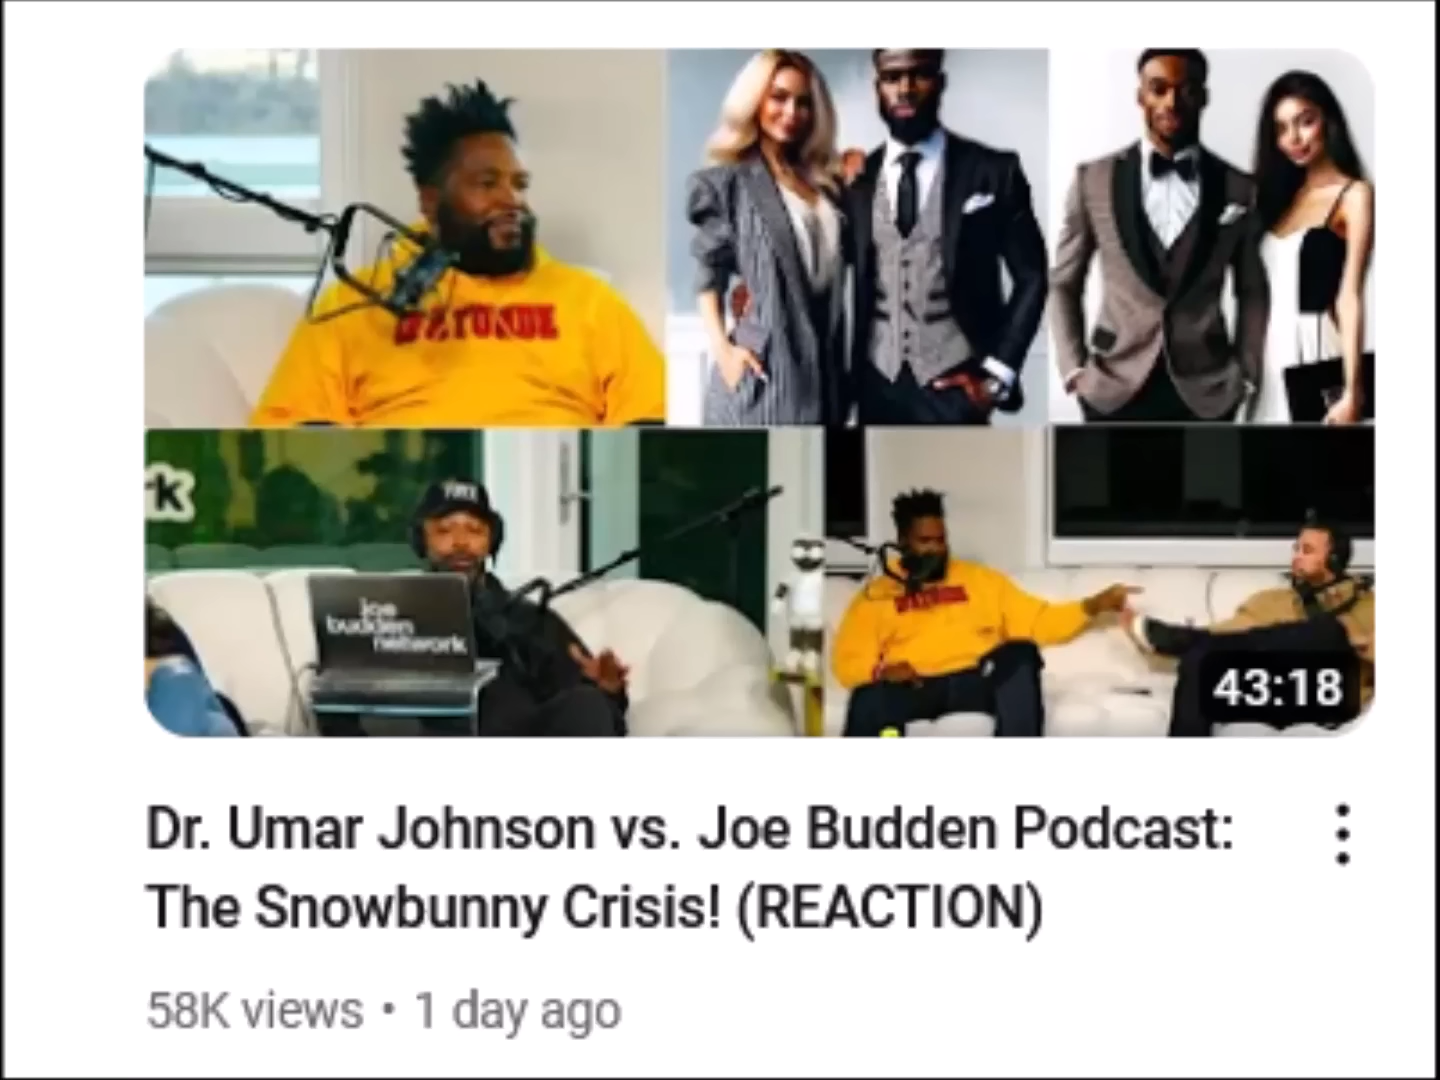 k
joe
budden
network
43:18
Dr. Umar Johnson vs. Joe Budden Podcast:
The Snowbunny Crisis! (REACTION)
58K views • 1 day ago